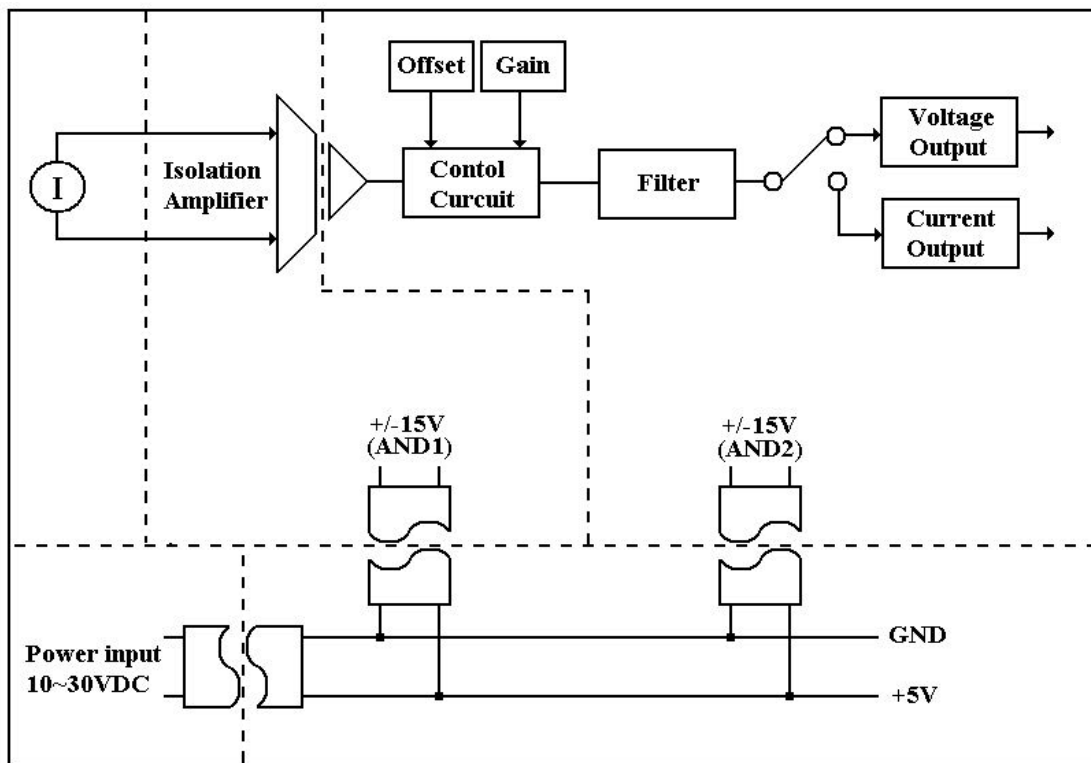 Offset
Gain
I
Isolation
Amplifier
Contol
Curcuit
Filter
Voltage
Output
Current
Output
+/-15V
(AND1)
+/-15V
(AND2)
Power input
10~30VDC
GND
+5V